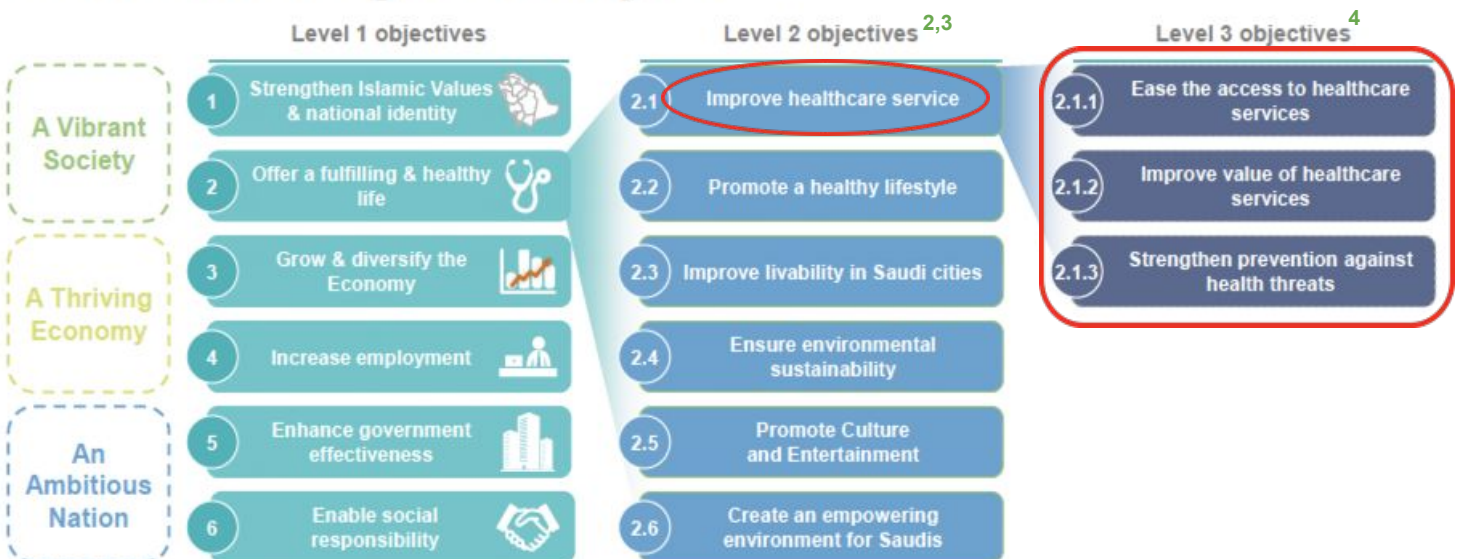 Level 1 objectives
Level 2 objectives 2,3
Level 3 objectives 4
A Vibrant
Society
A Thriving
Economy
An
Ambitious
Nation
1
Strengthen Islamic Values
& national identity
2
Offer a fulfilling & healthy
life
3
Grow & diversify the
Economy
4
Increase employment
5
Enhance government
effectiveness
6
Enable social
responsibility
2.1
Improve healthcare service
2.2
Promote a healthy lifestyle
2.3
Improve livability in Saudi cities
2.4
Ensure environmental
sustainability
2.5
Promote Culture
and Entertainment
2.6
Create an empowering
environment for Saudis
2.1.1
Ease the access to healthcare
services
2.1.2
Improve value of healthcare
services
2.1.3
Strengthen prevention against
health threats